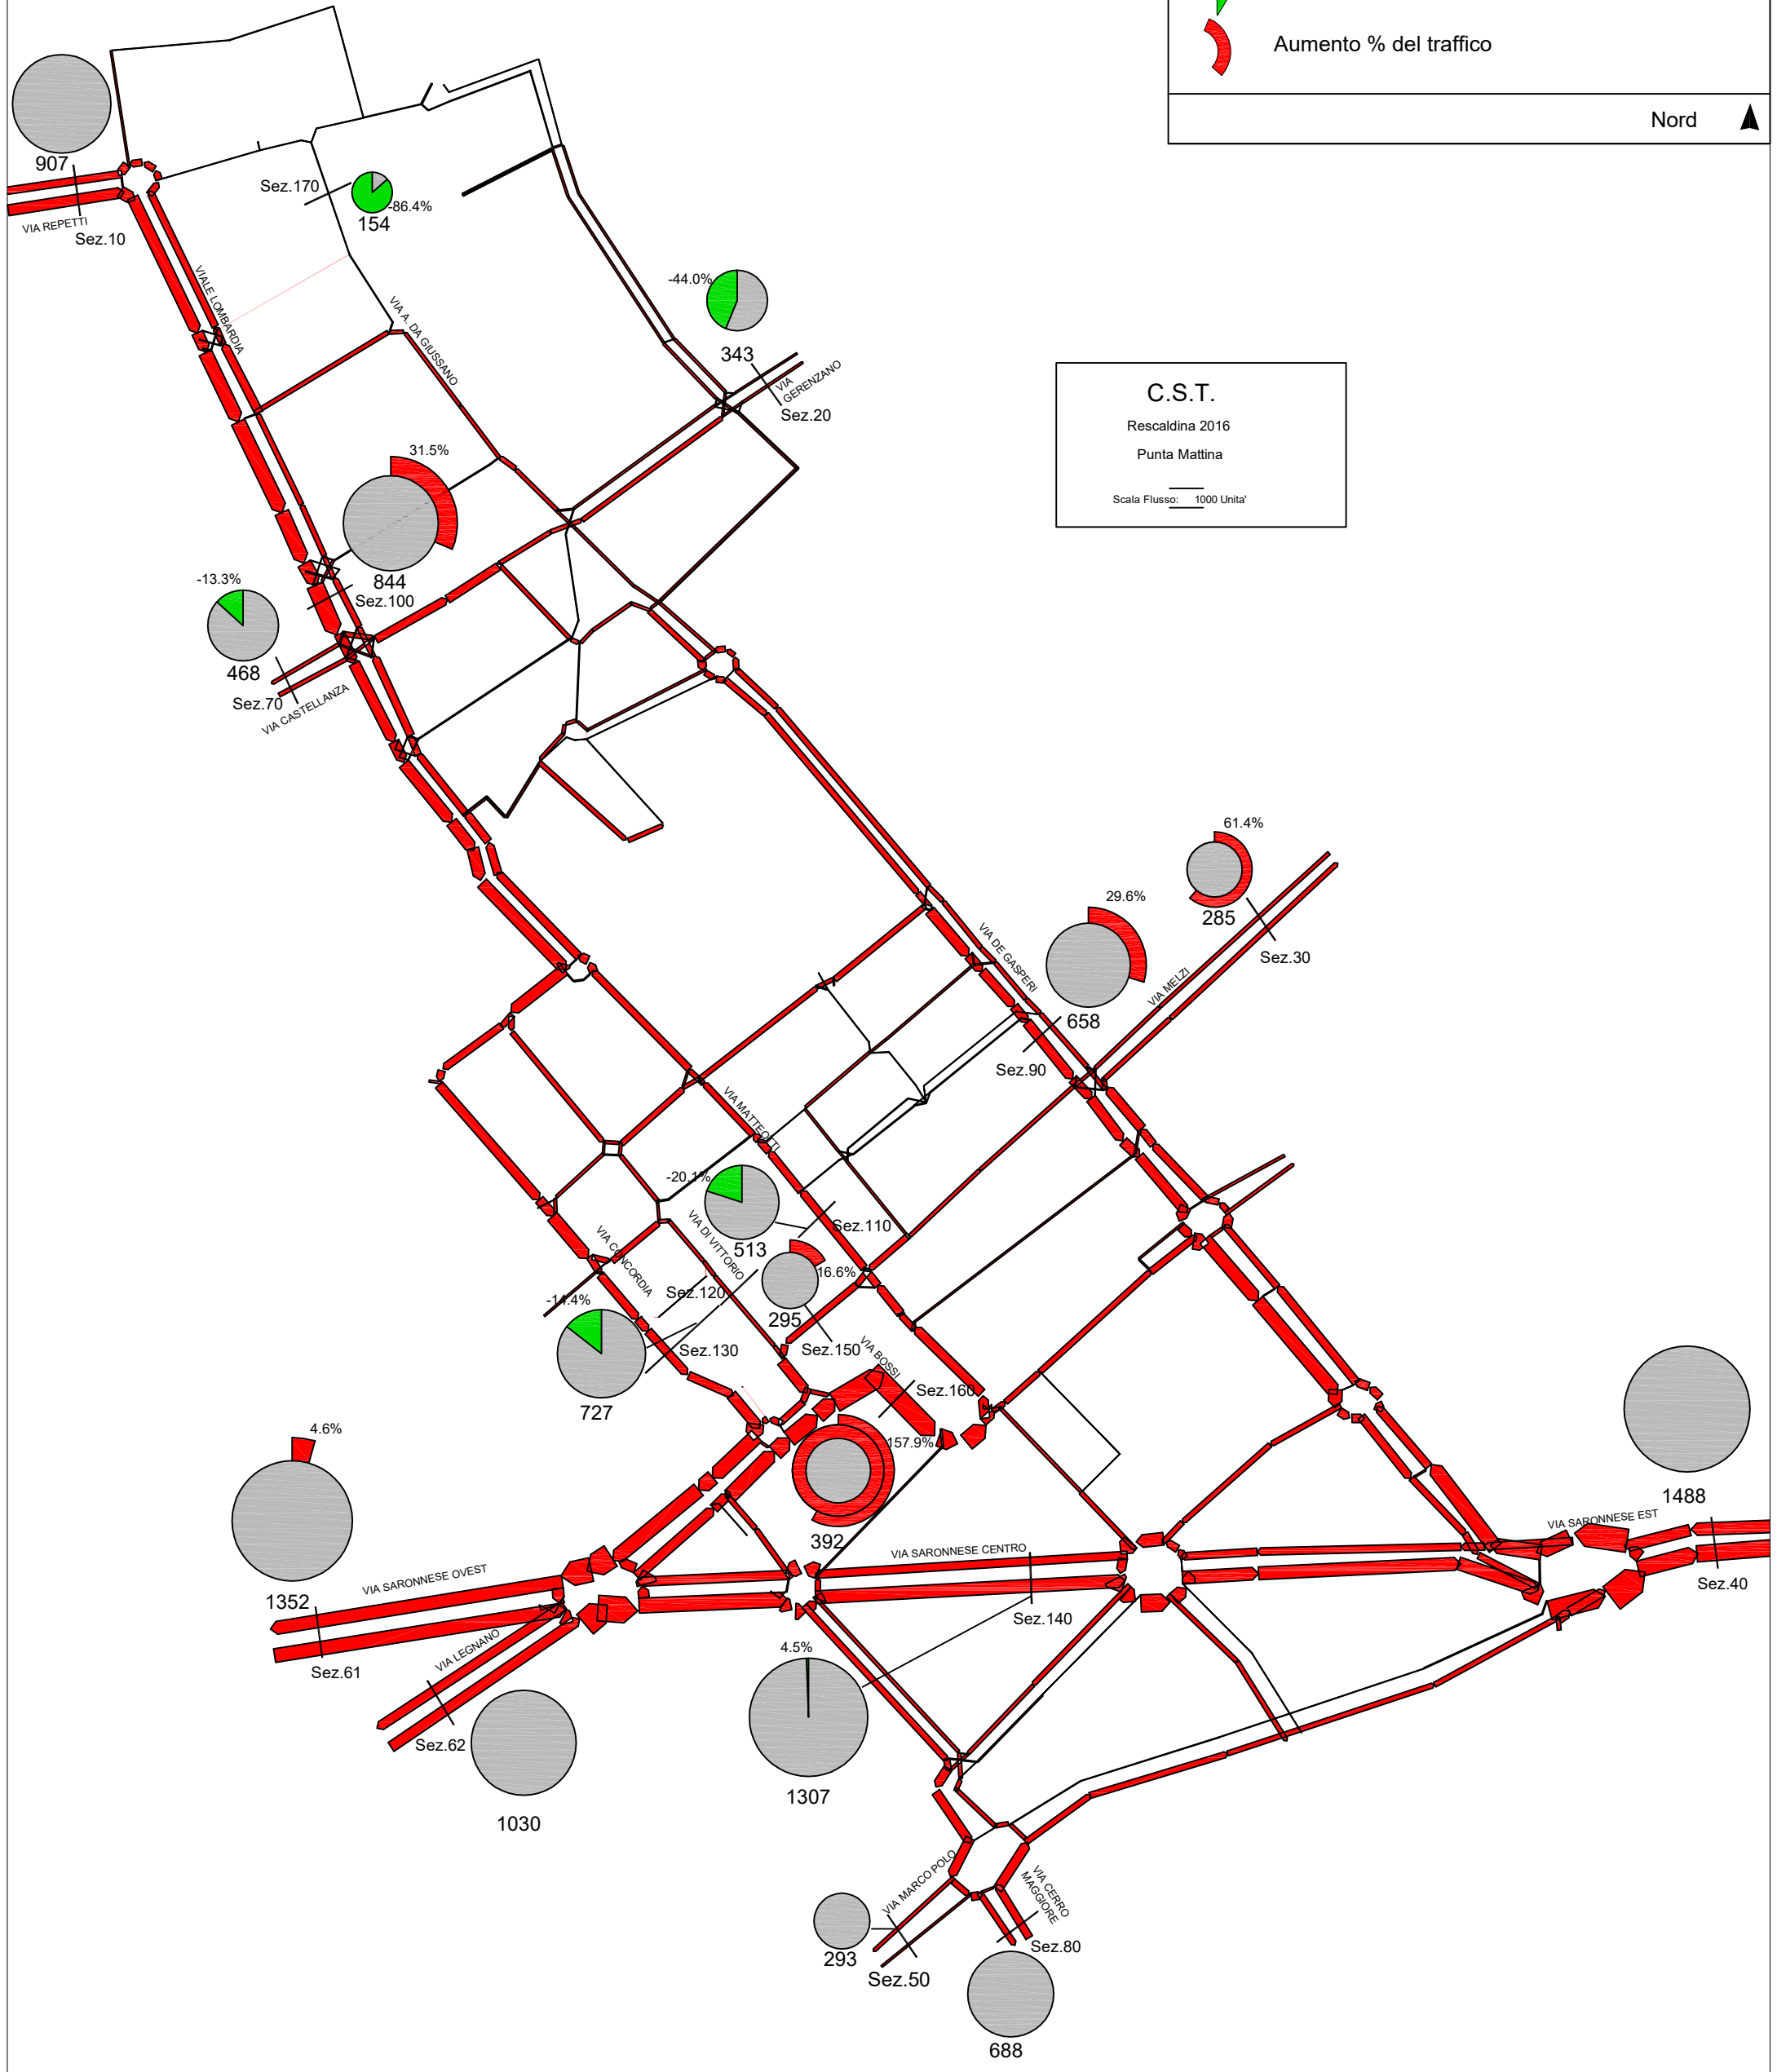 Aumento % del traffico
Nord
907
VIA REPETTI
Sez.10
Sez.170
-86.4%
154
VIALE LOMBARDIA
VIA A. DA GIUSSANO
-44.0%
343
VIA
GERENZANO
Sez.20
C.S.T.
Rescaldina 2016
Punta Mattina
Scala Flusso: 1000 Unita'
31.5%
844
Sez.100
-13.3%
468
Sez.70
VIA CASTELLANZA
61.4%
285
Sez.30
29.6%
658
Sez.90
VIA DE GASPERI
VIA MELZI
VIA MATTEOTTI
-20.1%
513
Sez.110
VIA DI VITTORIO
16.6%
295
Sez.120
VIA CONCORDIA
-14.4%
727
Sez.130
Sez.150
VIA BOSSI
Sez.160
157.9%
392
4.6%
1352
VIA SARONNESE OVEST
Sez.61
VIA LEGNANO
Sez.62
1030
VIA SARONNESE CENTRO
Sez.140
4.5%
1307
1488
VIA SARONNESE EST
Sez.40
VIA MARCO POLO
293
Sez.50
VIA CERRO
MAGGIORE
Sez.80
688